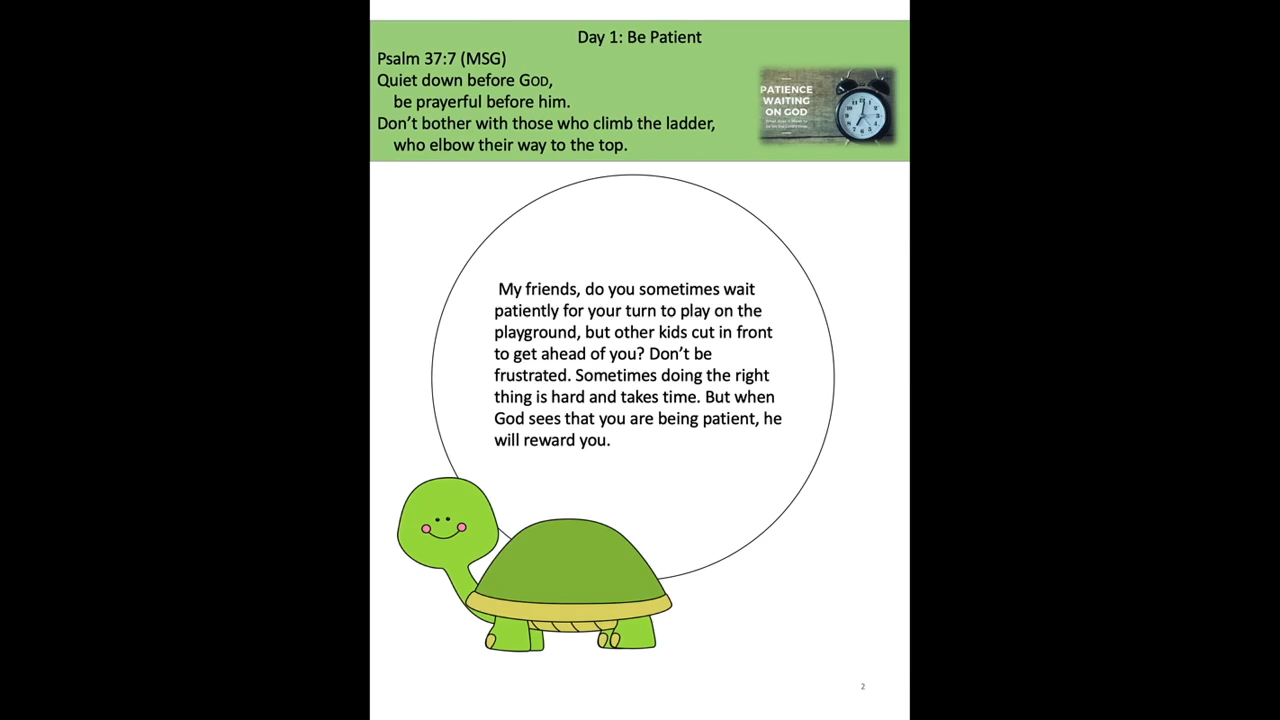 Day 1: Be Patient
Psalm 37:7 (MSG)
Quiet down before GOD,
be prayerful before him.
Don’t bother with those who climb the ladder,
who elbow their way to the top.
PATIENCE
WAITING
ON GOD
My friends, do you sometimes wait
patiently for your turn to play on the
playground, but other kids cut in front
to get ahead of you? Don’t be
frustrated. Sometimes doing the right
thing is hard and takes time. But when
God sees that you are being patient, he
will reward you.
2